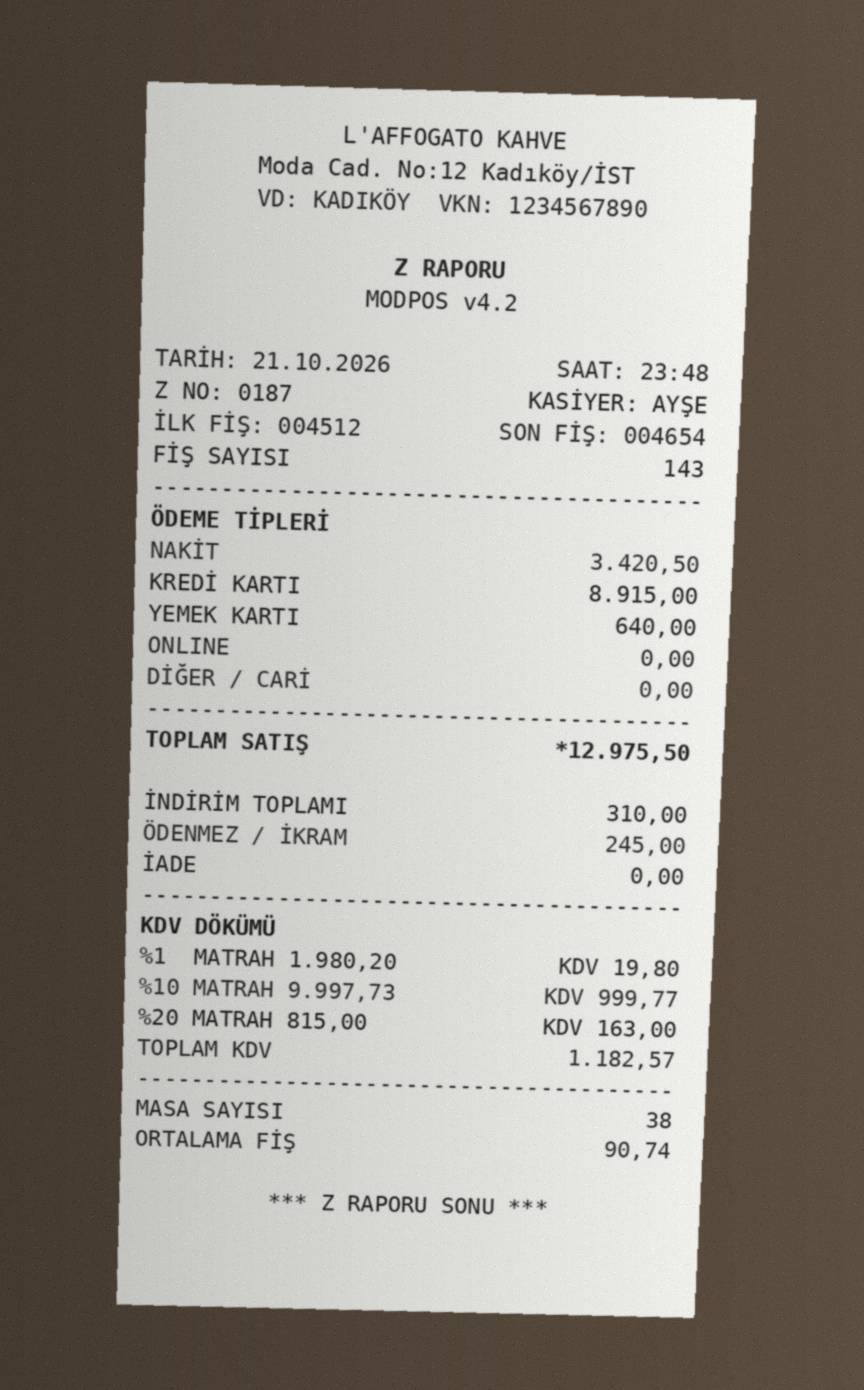 L'AFFOGATO KAHVE
Moda Cad. No:12 Kadıköy/İST
VD: KADIKÖY VKN: 1234567890
Z RAPORU
MODPOS v4.2
TARİH: 21.10.2026 SAAT: 23:48
Z NO: 0187 KASİYER: AYŞE
İLK FİŞ: 004512 SON FİŞ: 004654
FİŞ SAYISI 143
----------------------------------------
ÖDEME TİPLERİ
NAKİT 3.420,50
KREDİ KARTI 8.915,00
YEMEK KARTI 640,00
ONLINE 0,00
DİĞER / CARİ 0,00
----------------------------------------
TOPLAM SATIŞ *12.975,50
İNDİRİM TOPLAMI 310,00
ÖDENMEZ / İKRAM 245,00
İADE 0,00
----------------------------------------
KDV DÖKÜMÜ
%1 MATRAH 1.980,20 KDV 19,80
%10 MATRAH 9.997,73 KDV 999,77
%20 MATRAH 815,00 KDV 163,00
TOPLAM KDV 1.182,57
----------------------------------------
MASA SAYISI 38
ORTALAMA FİŞ 90,74
*** Z RAPORU SONU ***